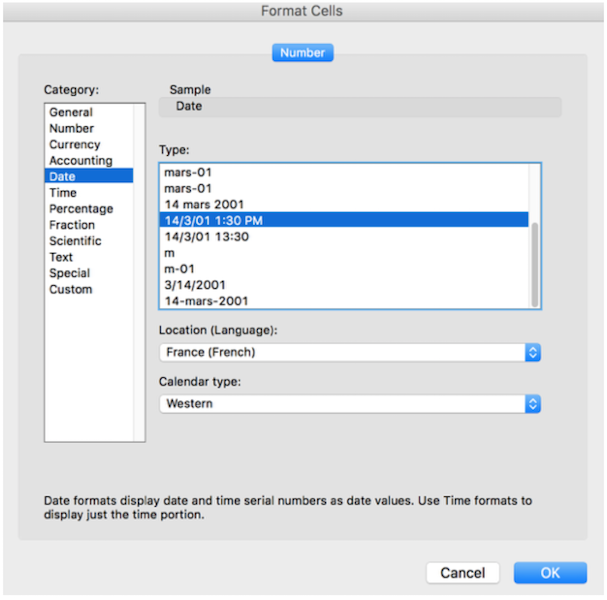 Format Cells
Number
Category:
General
Number
Currency
Accounting
Date
Time
Percentage
Fraction
Scientific
Text
Special
Custom
Sample
Date
Type:
mars-01
mars-01
14 mars 2001
14/3/01 1:30 PM
14/3/01 13:30
m
m-01
3/14/2001
14-mars-2001
Location (Language):
France (French)
Calendar type:
Western
Date formats display date and time serial numbers as date values. Use Time formats to
display just the time portion.
Cancel
OK